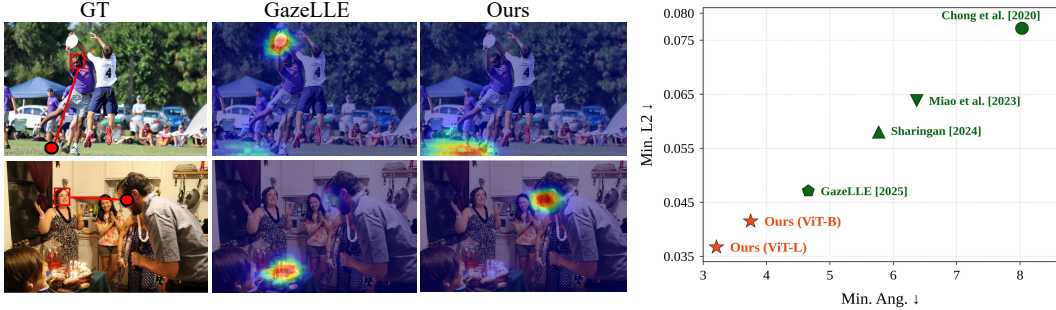 GT GazeLLE Ours
4
4
4
0.080
0.075
0.065
0.055
0.045
0.035
Min. L2 ↓
Chong et al. [2020]
Miao et al. [2023]
Sharingan [2024]
GazeLLE [2025]
Ours (ViT-B)
Ours (ViT-L)
3 4 5 6 7 8
Min. Ang. ↓